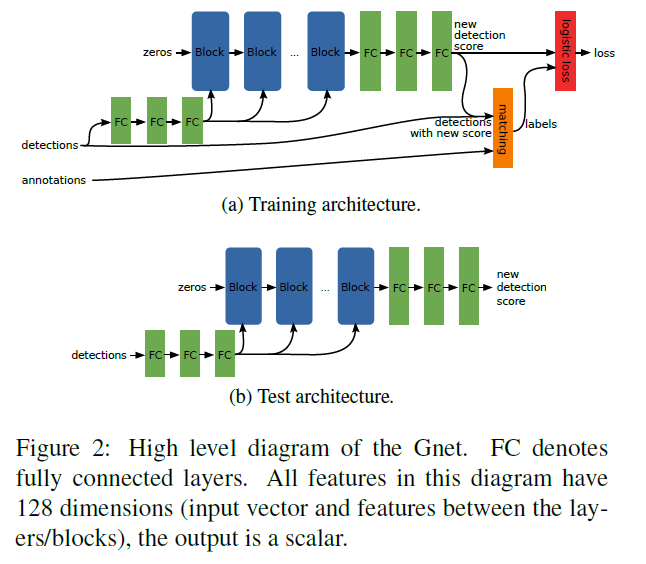 zeros Block Block ... Block FC FC FC new detection score logistic loss loss
FC FC FC
detections
detections with new score matching labels
annotations
(a) Training architecture.
zeros Block Block ... Block FC FC FC new detection score
detections FC FC FC
(b) Test architecture.
Figure 2: High level diagram of the Gnet. FC denotes
fully connected layers. All features in this diagram have
128 dimensions (input vector and features between the lay-
ers/blocks), the output is a scalar.